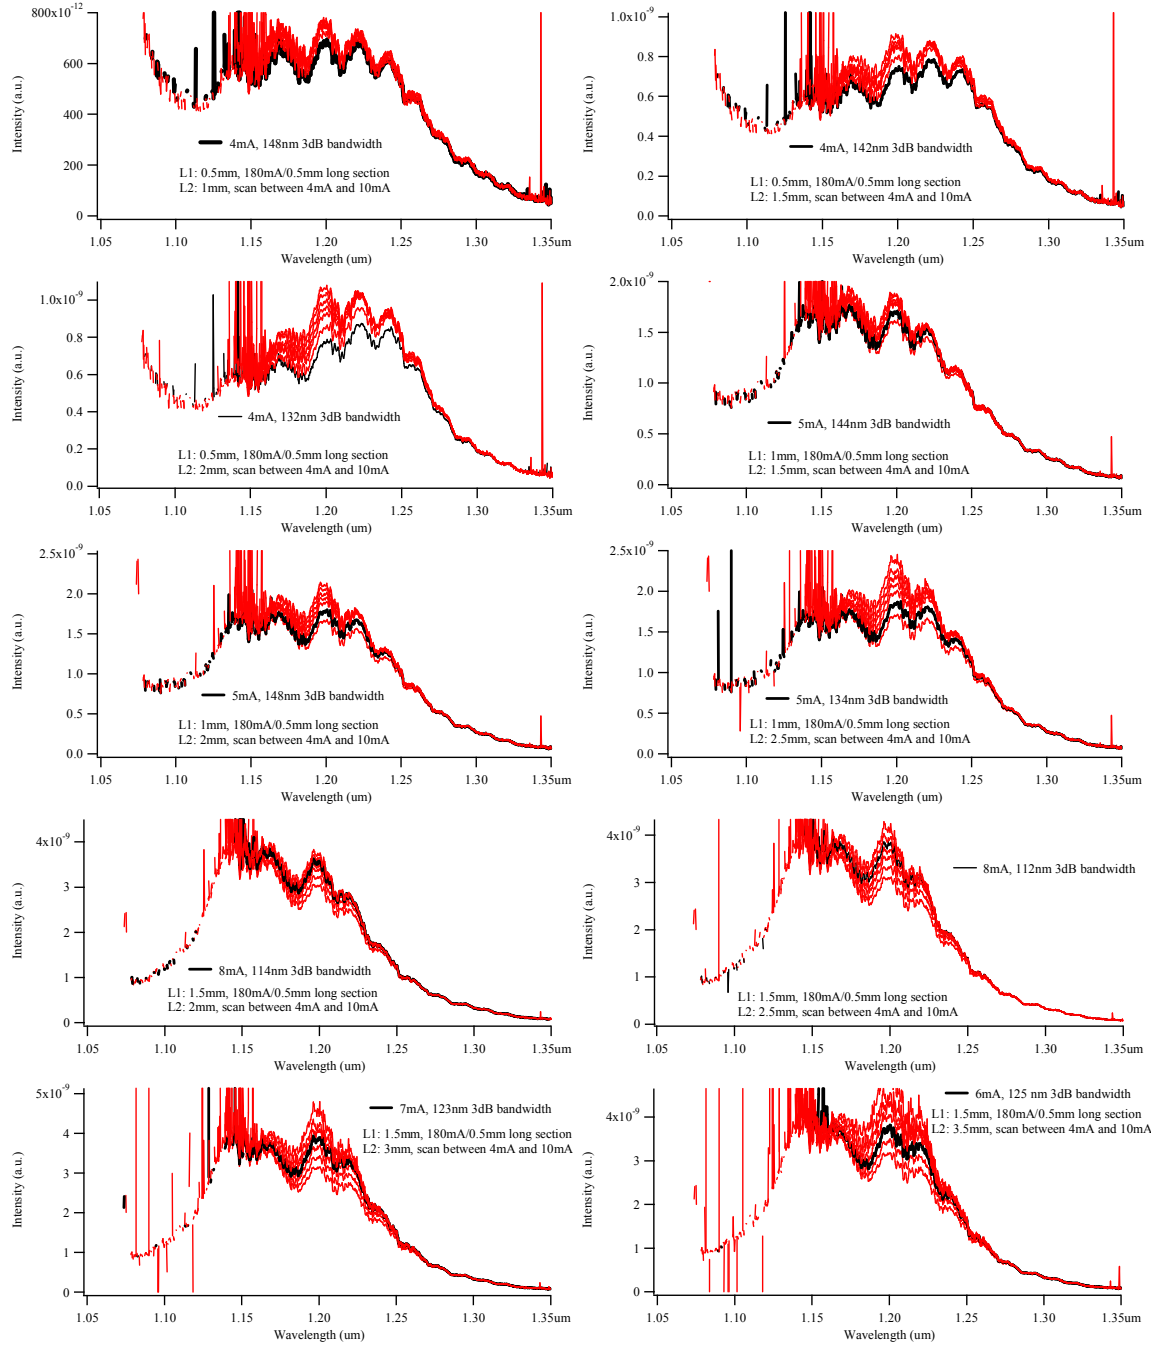 800x10-12
600
400
200
0
Intensity (a.u.)
4mA, 148nm 3dB bandwidth
L1: 0.5mm, 180mA/0.5mm long section
L2: 1mm, scan between 4mA and 10mA
1.05 1.10 1.15 1.20 1.25 1.30 1.35um
Wavelength (um)
1.0x10-9
0.8
0.6
0.4
0.2
0.0
Intensity (a.u.)
4mA, 142nm 3dB bandwidth
L1: 0.5mm, 180mA/0.5mm long section
L2: 1.5mm, scan between 4mA and 10mA
1.05 1.10 1.15 1.20 1.25 1.30 1.35um
Wavelength (um)
1.0x10-9
0.8
0.6
0.4
0.2
0.0
Intensity (a.u.)
4mA, 132nm 3dB bandwidth
L1: 0.5mm, 180mA/0.5mm long section
L2: 2mm, scan between 4mA and 10mA
1.05 1.10 1.15 1.20 1.25 1.30 1.35um
Wavelength (um)
2.0x10-9
1.5
1.0
0.5
0.0
Intensity (a.u.)
5mA, 144nm 3dB bandwidth
L1: 1mm, 180mA/0.5mm long section
L2: 1.5mm, scan between 4mA and 10mA
1.05 1.10 1.15 1.20 1.25 1.30 1.35um
Wavelength (um)
2.5x10-9
2.0
1.5
1.0
0.5
0.0
Intensity (a.u.)
5mA, 148nm 3dB bandwidth
L1: 1mm, 180mA/0.5mm long section
L2: 2mm, scan between 4mA and 10mA
1.05 1.10 1.15 1.20 1.25 1.30 1.35um
Wavelength (um)
2.5x10-9
2.0
1.5
1.0
0.5
0.0
Intensity (a.u.)
5mA, 134nm 3dB bandwidth
L1: 1mm, 180mA/0.5mm long section
L2: 2.5mm, scan between 4mA and 10mA
1.05 1.10 1.15 1.20 1.25 1.30 1.35um
Wavelength (um)
4x10-9
3
2
1
0
Intensity (a.u.)
8mA, 114nm 3dB bandwidth
L1: 1.5mm, 180mA/0.5mm long section
L2: 2mm, scan between 4mA and 10mA
1.05 1.10 1.15 1.20 1.25 1.30 1.35um
Wavelength (um)
4x10-9
3
2
1
0
Intensity (a.u.)
8mA, 112nm 3dB bandwidth
L1: 1.5mm, 180mA/0.5mm long section
L2: 2.5mm, scan between 4mA and 10mA
1.05 1.10 1.15 1.20 1.25 1.30 1.35um
Wavelength (um)
5x10-9
4
3
2
1
0
Intensity (a.u.)
7mA, 123nm 3dB bandwidth
L1: 1.5mm, 180mA/0.5mm long section
L2: 3mm, scan between 4mA and 10mA
1.05 1.10 1.15 1.20 1.25 1.30 1.35um
Wavelength (um)
4x10-9
3
2
1
0
Intensity (a.u.)
6mA, 125 nm 3dB bandwidth
L1: 1.5mm, 180mA/0.5mm long section
L2: 3.5mm, scan between 4mA and 10mA
1.05 1.10 1.15 1.20 1.25 1.30 1.35um
Wavelength (um)